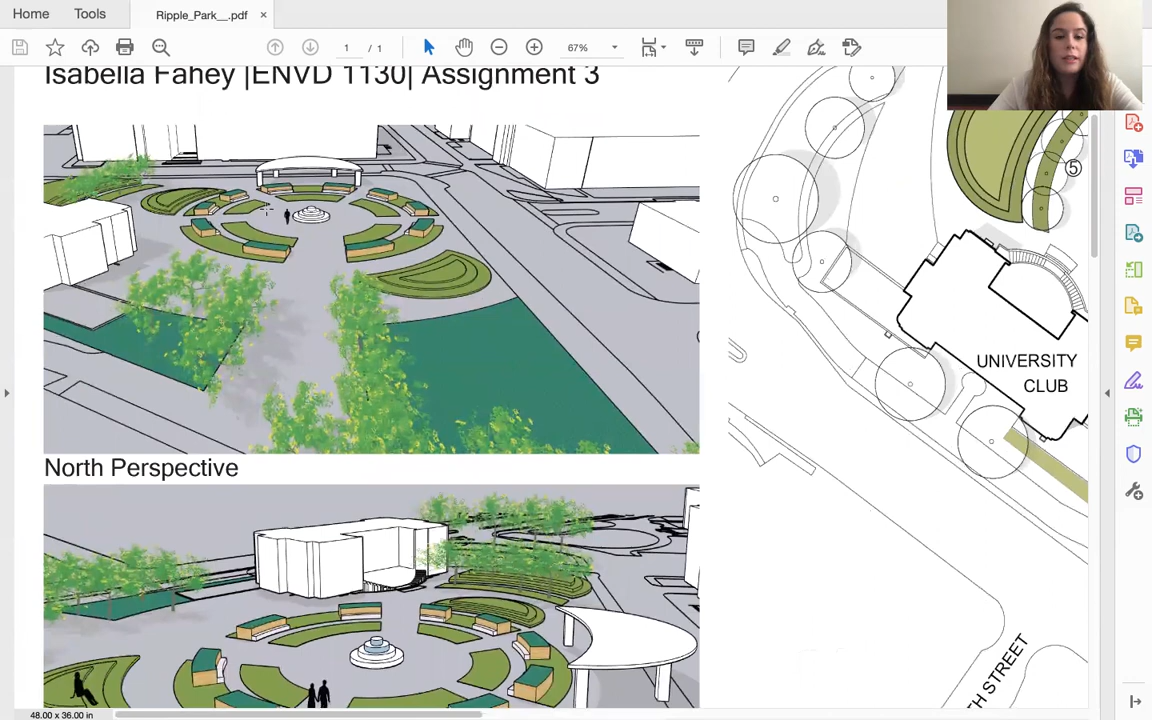 Home
Tools
Ripple_Park__.pdf
1 / 1
67%
Isabella Fahey |ENVD 1130| Assignment 3
5
UNIVERSITY
CLUB
North Perspective
TH STREET
48.00 x 36.00 in